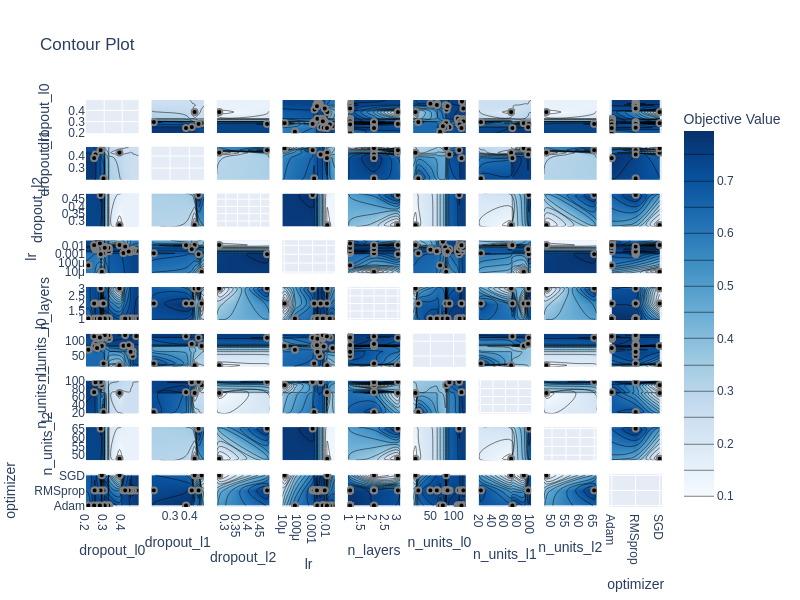 Contour Plot
Objective Value
dropout_l0
0.4
0.3
0.2
dropout_l1
0.4
0.3
dropout_l2
0.45
0.4
0.35
0.3
lr
0.01
0.001
100μ
10μ
n_layers
3
2.5
2
1.5
1
n_units_l0
100
50
n_units_l1
100
80
60
40
20
n_units_l2
65
60
55
50
optimizer
SGD
RMSprop
Adam
0.2 0.3 0.4
0.3 0.4
0.3 0.35 0.4 0.45
10μ 100μ 0.001 0.01
1 1.5 2 2.5 3
50 100
20 40 60 80 100
50 55 60 65
Adam RMSprop SGD
dropout_l0 dropout_l1 dropout_l2 lr n_layers n_units_l0 n_units_l1 n_units_l2 optimizer
0.7
0.6
0.5
0.4
0.3
0.2
0.1